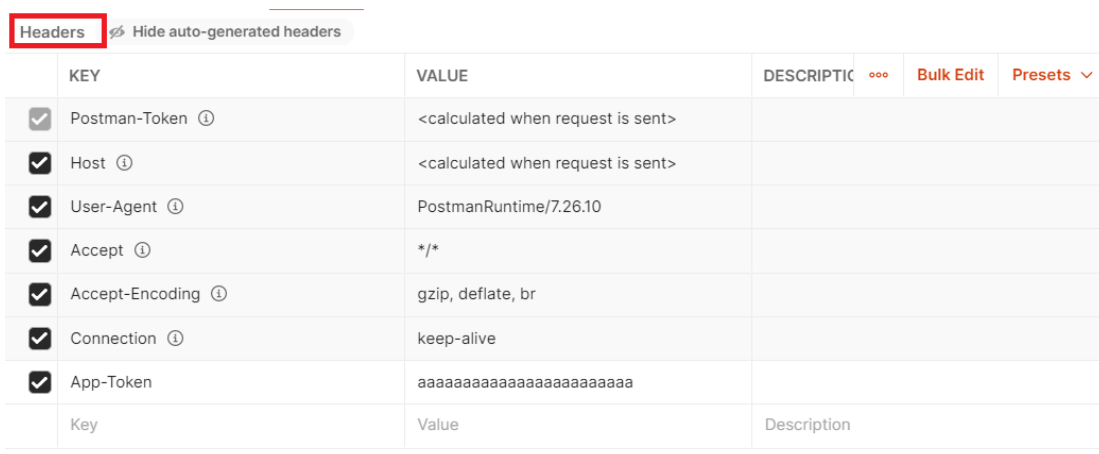 Headers Hide auto-generated headers
KEY VALUE DESCRIPTIC ooo Bulk Edit Presets
Postman-Token <calculated when request is sent>
Host <calculated when request is sent>
User-Agent PostmanRuntime/7.26.10
Accept */*
Accept-Encoding gzip, deflate, br
Connection keep-alive
App-Token aaaaaaaaaaaaaaaaaaaaaaaa
Key Value Description